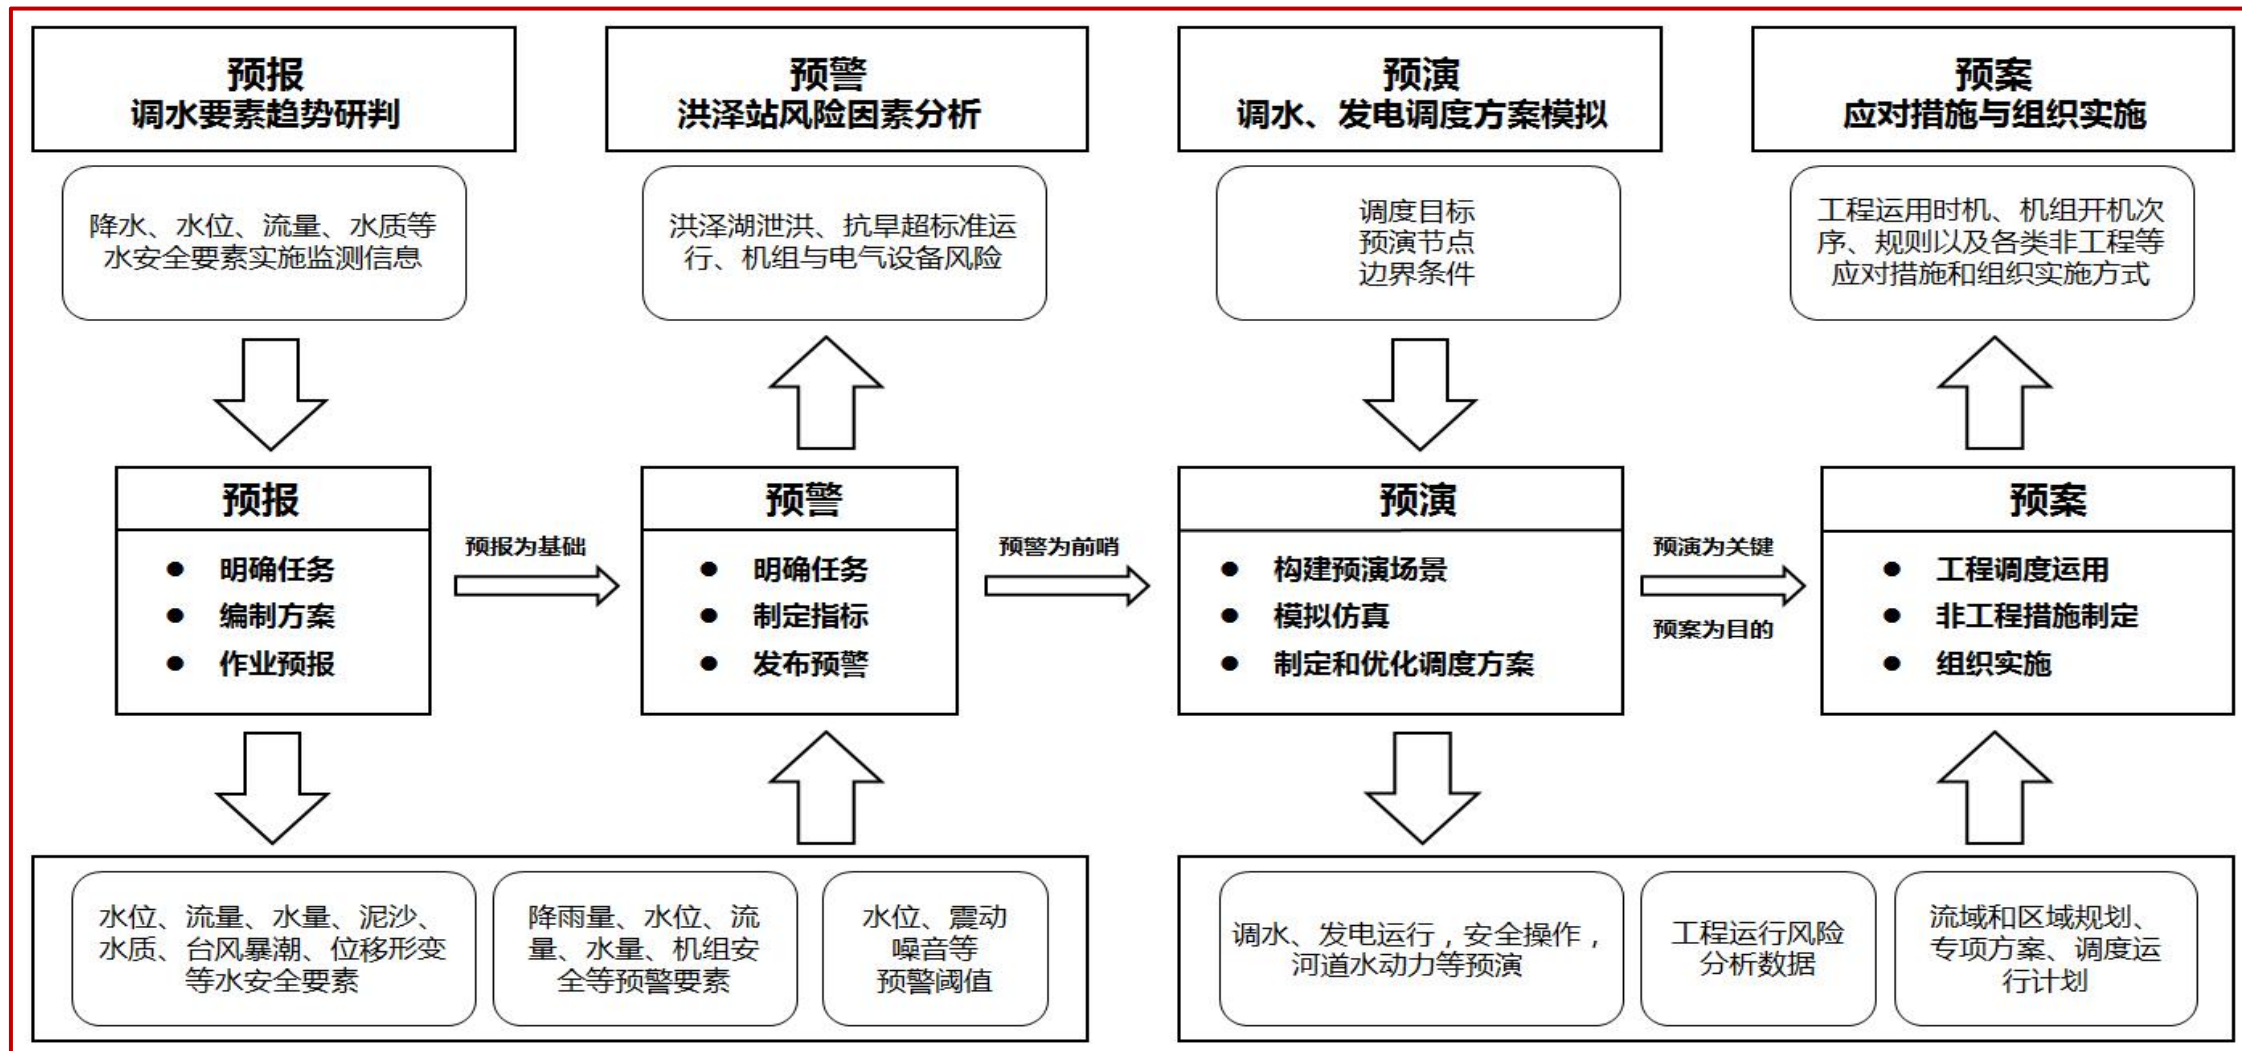 预报
调水要素趋势研判
预警
洪泽站风险因素分析
预演
调水、发电调度方案模拟
预案
应对措施与组织实施
降水、水位、流量、水质等
水安全要素实施监测信息
洪泽湖泄洪、抗旱超标准运
行、机组与电气设备风险
调度目标
预演节点
边界条件
工程运用时机、机组开机次
序、规则以及各类非工程等
应对措施和组织实施方式
预报
● 明确任务
● 编制方案
● 作业预报
预报为基础
预警
● 明确任务
● 制定指标
● 发布预警
预警为前哨
预演
● 构建预演场景
● 模拟仿真
● 制定和优化调度方案
预演为关键
预案为目的
预案
● 工程调度运用
● 非工程措施制定
● 组织实施
水位、流量、水量、泥沙、
水质、台风暴潮、位移形变
等水安全要素
降雨量、水位、流
量、水量、机组安
全等预警要素
水位、震动
噪音等
预警阈值
调水、发电运行，安全操作，
河道水动力等预演
工程运行风险
分析数据
流域和区域规划、
专项方案、调度运
行计划